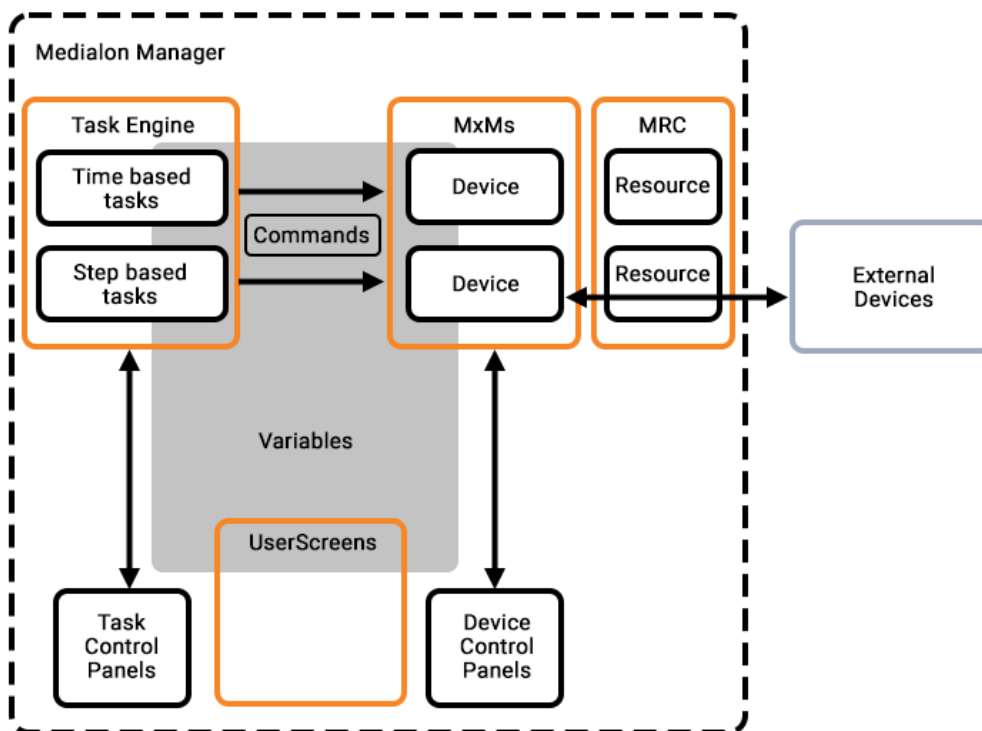 Medialon Manager
Task Engine
MxMs
MRC
Time based
tasks
Device
Resource
Commands
Step based
tasks
Device
Resource
External
Devices
Variables
UserScreens
Task
Control
Panels
Device
Control
Panels